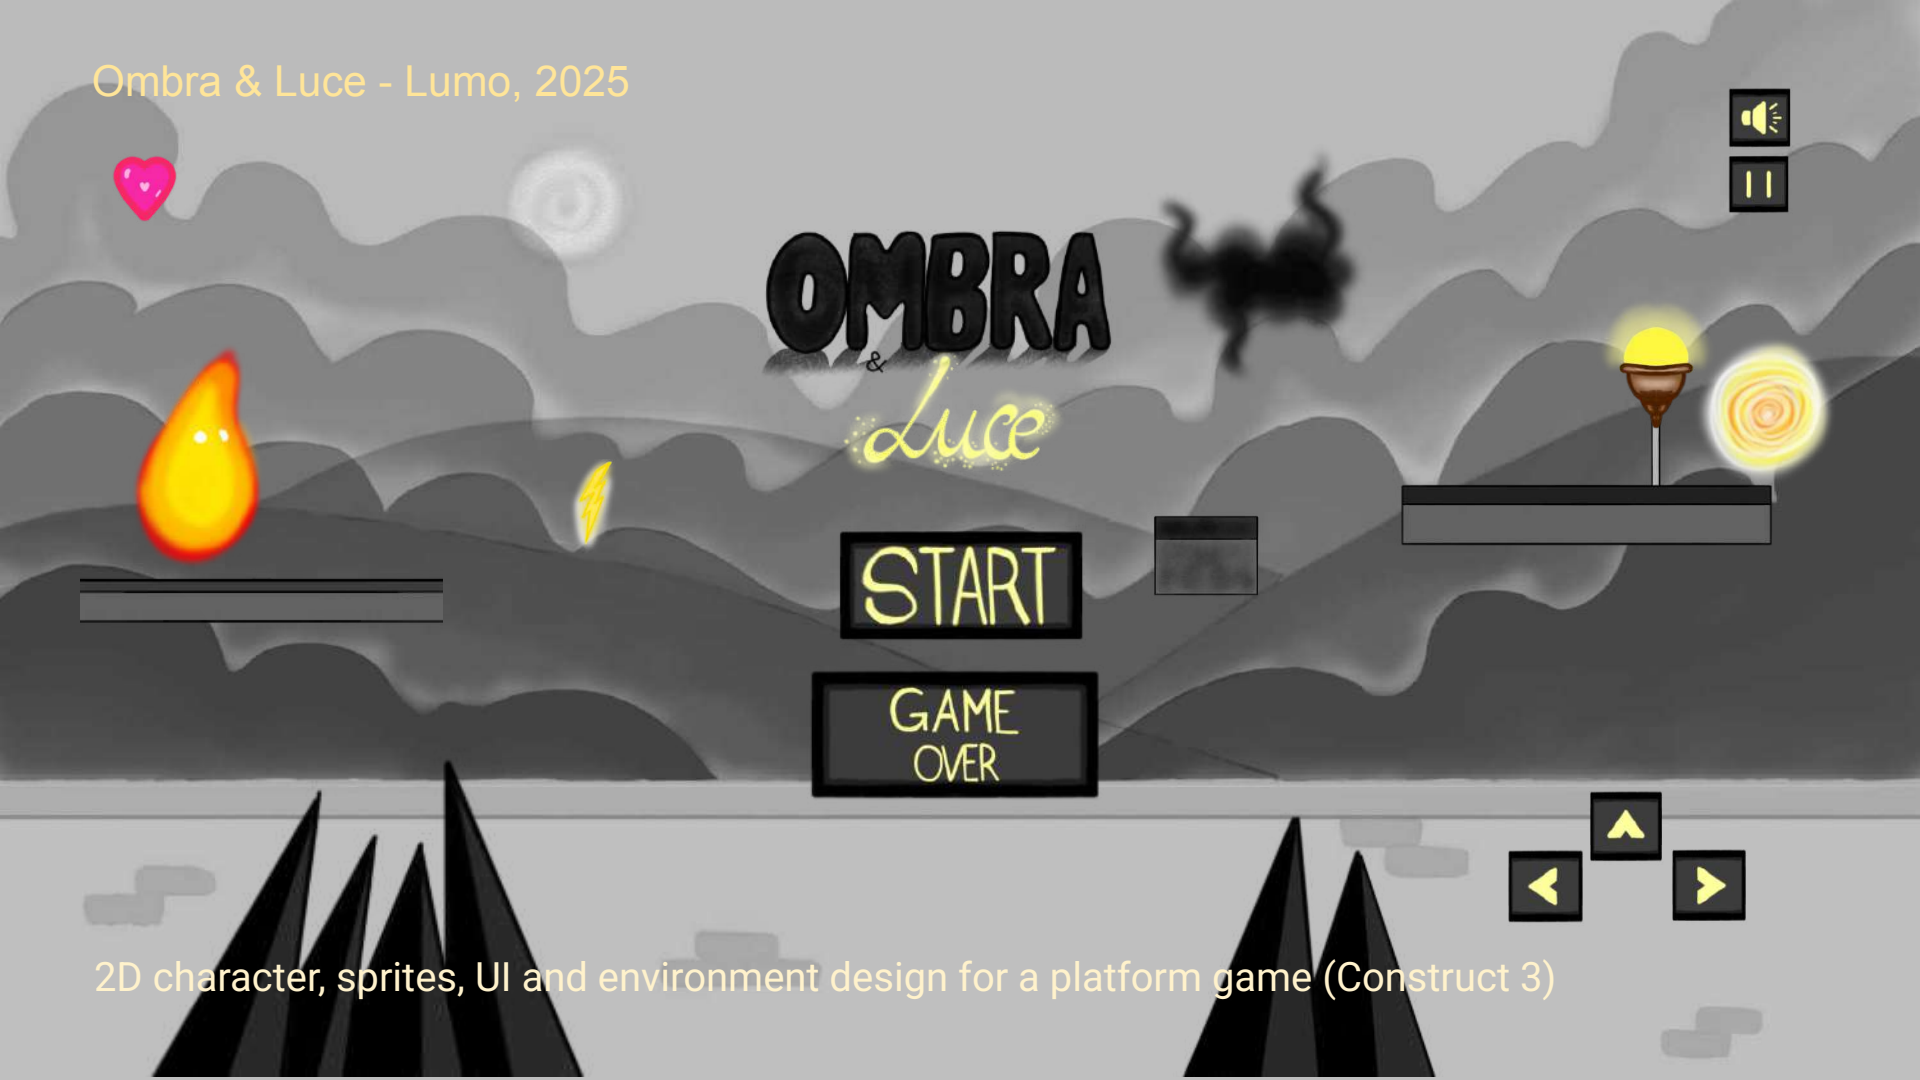 Ombra & Luce - Lumo, 2025
OMBRA
&
Luce
START
GAME
OVER
2D character, sprites, UI and environment design for a platform game (Construct 3)